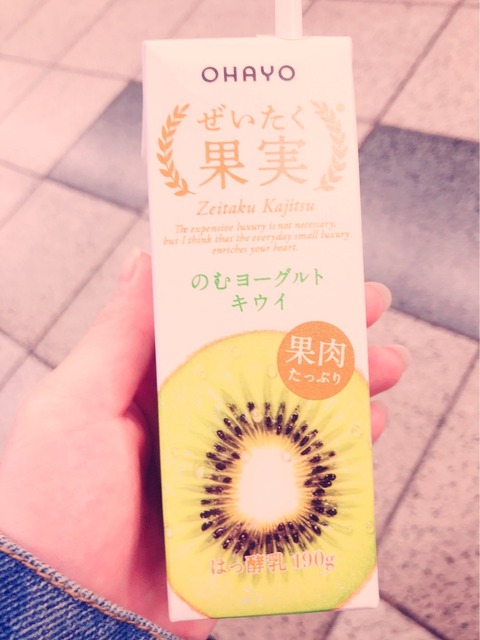 OHAYO
ぜいたく
果実
Zeitaku Kajitsu
The expensive luxury is not necessary,
but I think that the everyday small luxury
enriches your heart.
のむヨーグルト
キウイ
果肉
たっぷり
はっ酵乳 190g